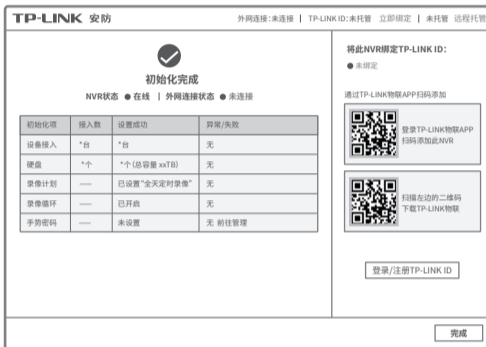 TP-LINK 安防
外网连接:未连接 | TP-LINK ID:未托管 立即绑定 | 未托管 远程托管
初始化完成
NVR状态 ●在线 | 外网连接状态 ●未连接
初始化项 接入数 设置成功 异常/失败
设备接入 *台 *台 无
硬盘 *个 *个(总容量 xxTB) 无
录像计划 —— 已设置“全天定时录像” 无
录像循环 —— 已开启 无
手势密码 —— 未设置 无 前往管理
将此NVR绑定TP-LINK ID:
●未绑定
通过TP-LINK物联APP扫码添加
登录TP-LINK物联APP
扫码添加此NVR
扫描左边的二维码
下载TP-LINK物联
登录/注册TP-LINK ID
完成